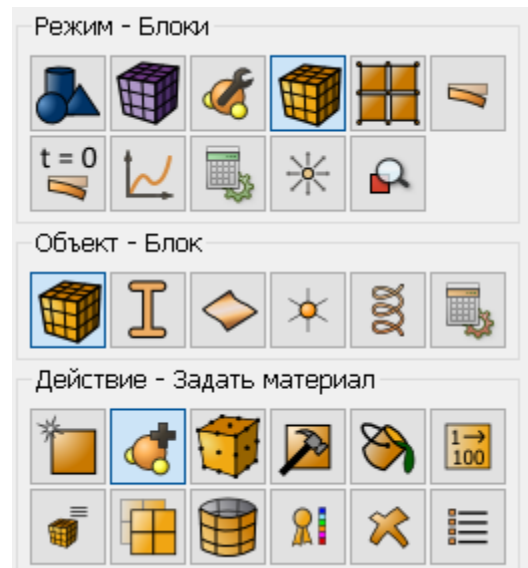 Режим - Блоки
t = 0
Объект - Блок
Действие - Задать материал
1→
100